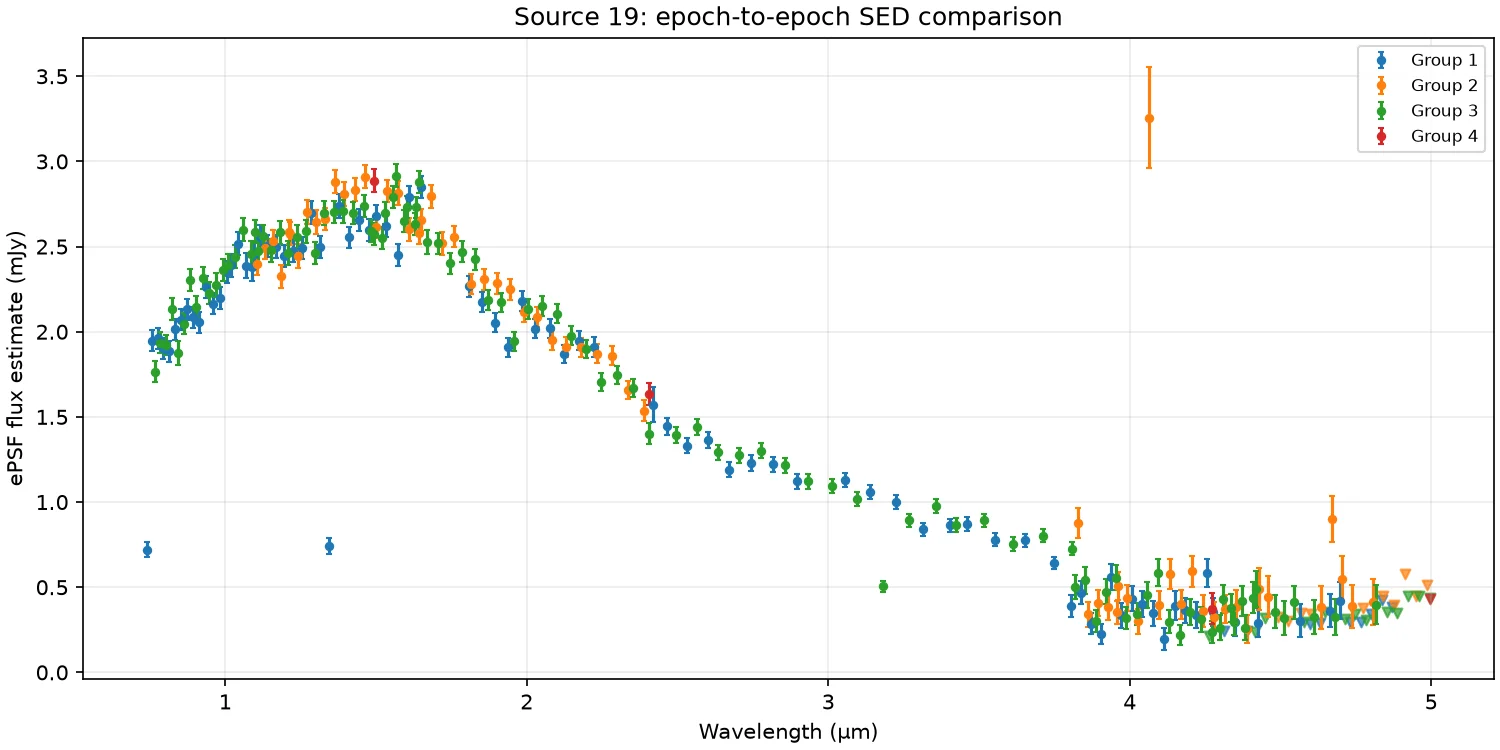 Source 19: epoch-to-epoch SED comparison
3.5
3.0
2.5
2.0
1.5
1.0
0.5
0.0
ePSF flux estimate (mJy)
1
2
3
4
5
Wavelength (μm)
Group 1
Group 2
Group 3
Group 4